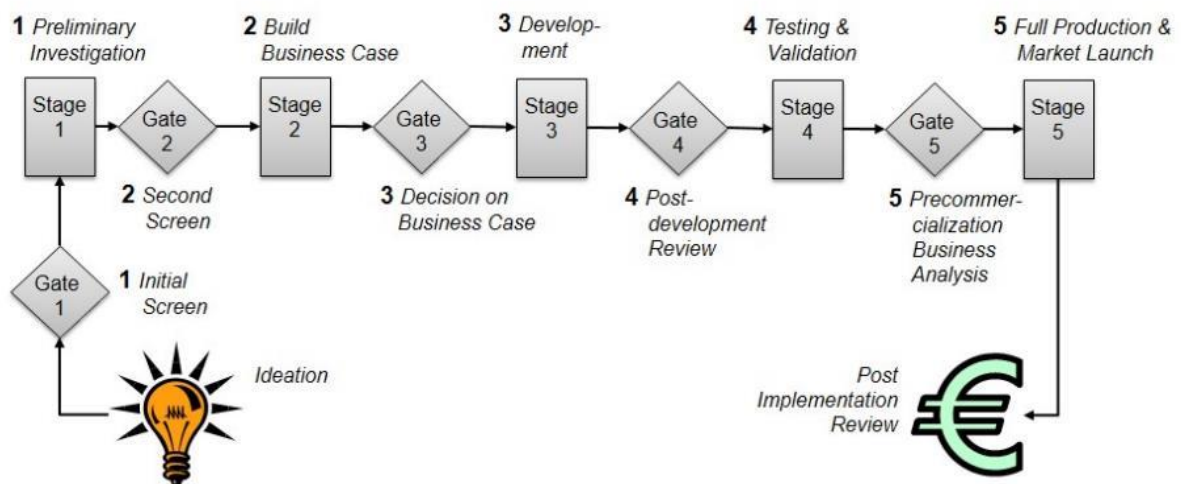 1 Preliminary
Investigation
2 Build
Business Case
3 Develop-
ment
4 Testing &
Validation
5 Full Production &
Market Launch
Stage
1
Gate
2
Stage
2
Gate
3
Stage
3
Gate
4
Stage
4
Gate
5
Stage
5
2 Second
Screen
3 Decision on
Business Case
4 Post-
development
Review
5 Precommer-
cialization
Business
Analysis
Gate
1
1 Initial
Screen
Ideation
Post
Implementation
Review
€